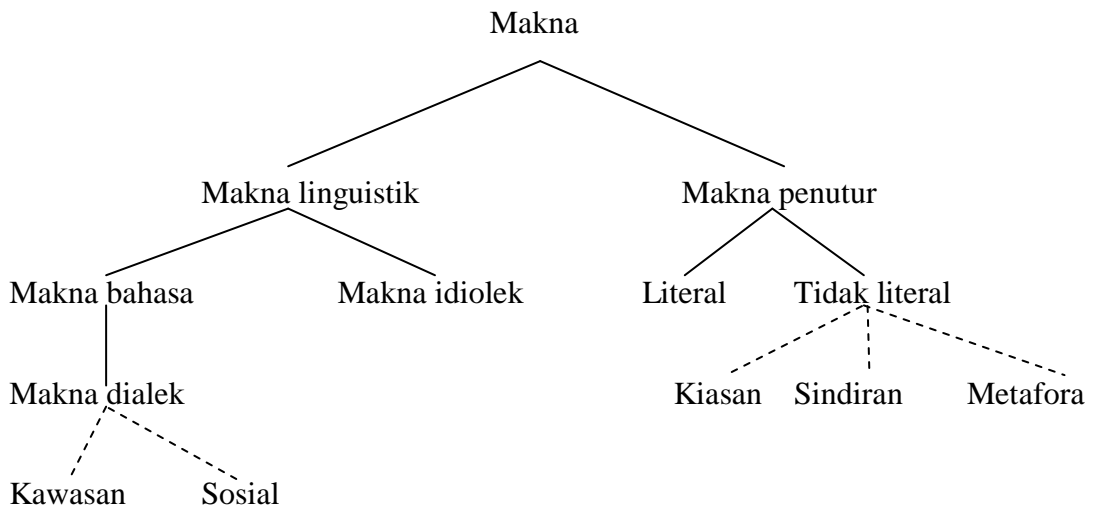 Makna
Makna linguistik Makna penutur
Makna bahasa Makna idiolek Literal Tidak literal
Makna dialek Kiasan Sindiran Metafora
Kawasan Sosial